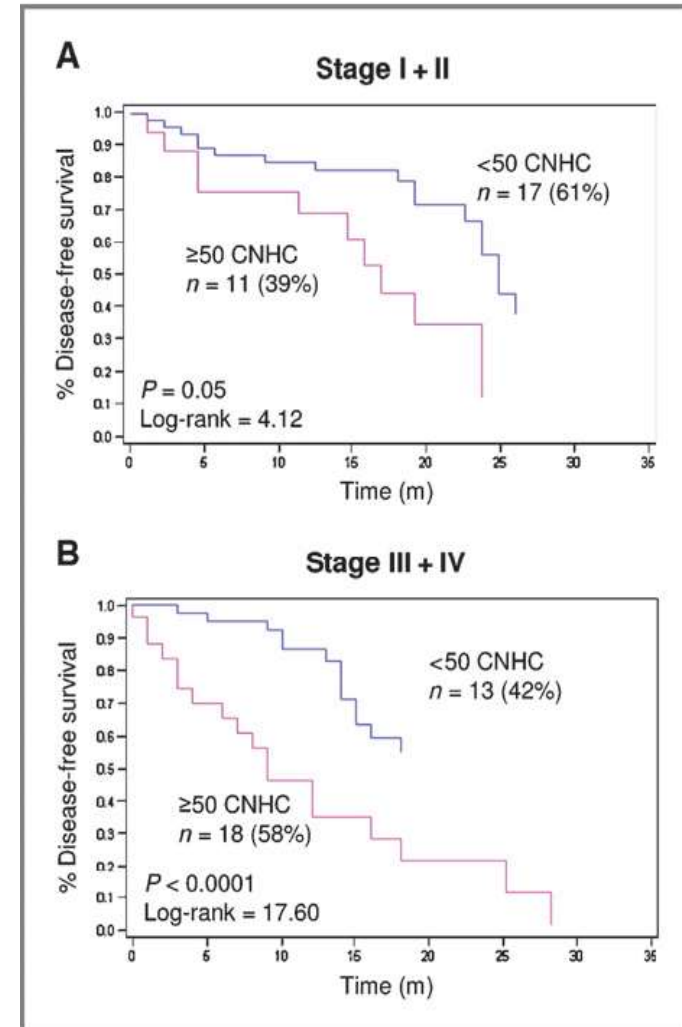 A
Stage I + II
% Disease-free survival
1.0
0.9
0.8
0.7
0.6
0.5
0.4
0.3
0.2
0.1
0.0
<50 CNHC
n = 17 (61%)
≥50 CNHC
n = 11 (39%)
P = 0.05
Log-rank = 4.12
0 5 10 15 20 25 30 35
Time (m)
B
Stage III + IV
% Disease-free survival
1.0
0.9
0.8
0.7
0.6
0.5
0.4
0.3
0.2
0.1
0.0
<50 CNHC
n = 13 (42%)
≥50 CNHC
n = 18 (58%)
P < 0.0001
Log-rank = 17.60
0 5 10 15 20 25 30 35
Time (m)